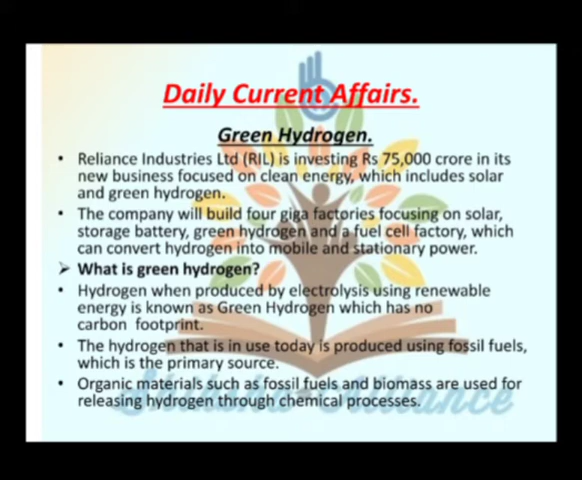 Daily Current Affairs.
Green Hydrogen.
• Reliance Industries Ltd (RIL) is investing Rs 75,000 crore in its
new business focused on clean energy, which includes solar
and green hydrogen.
• The company will build four giga factories focusing on solar,
storage battery, green hydrogen and a fuel cell factory, which
can convert hydrogen into mobile and stationary power.
➢ What is green hydrogen?
• Hydrogen when produced by electrolysis using renewable
energy is known as Green Hydrogen which has no
carbon footprint.
• The hydrogen that is in use today is produced using fossil fuels,
which is the primary source.
• Organic materials such as fossil fuels and biomass are used for
releasing hydrogen through chemical processes.